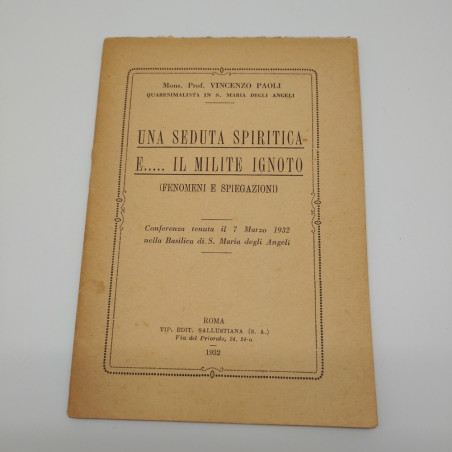 Mons. Prof. VINCENZO PAOLI
QUARESIMALISTA IN S. MARIA DEGLI ANGELI
UNA SEDUTA SPIRITICA
E..... IL MILITE IGNOTO
(FENOMENI E SPIEGAZIONI)
Conferenza tenuta il 7 Marzo 1932
nella Basilica di S. Maria degli Angeli
ROMA
TIP. EDIT. SALLUSTIANA (S. A.)
Via del Priorato, 24, 24-a
1932